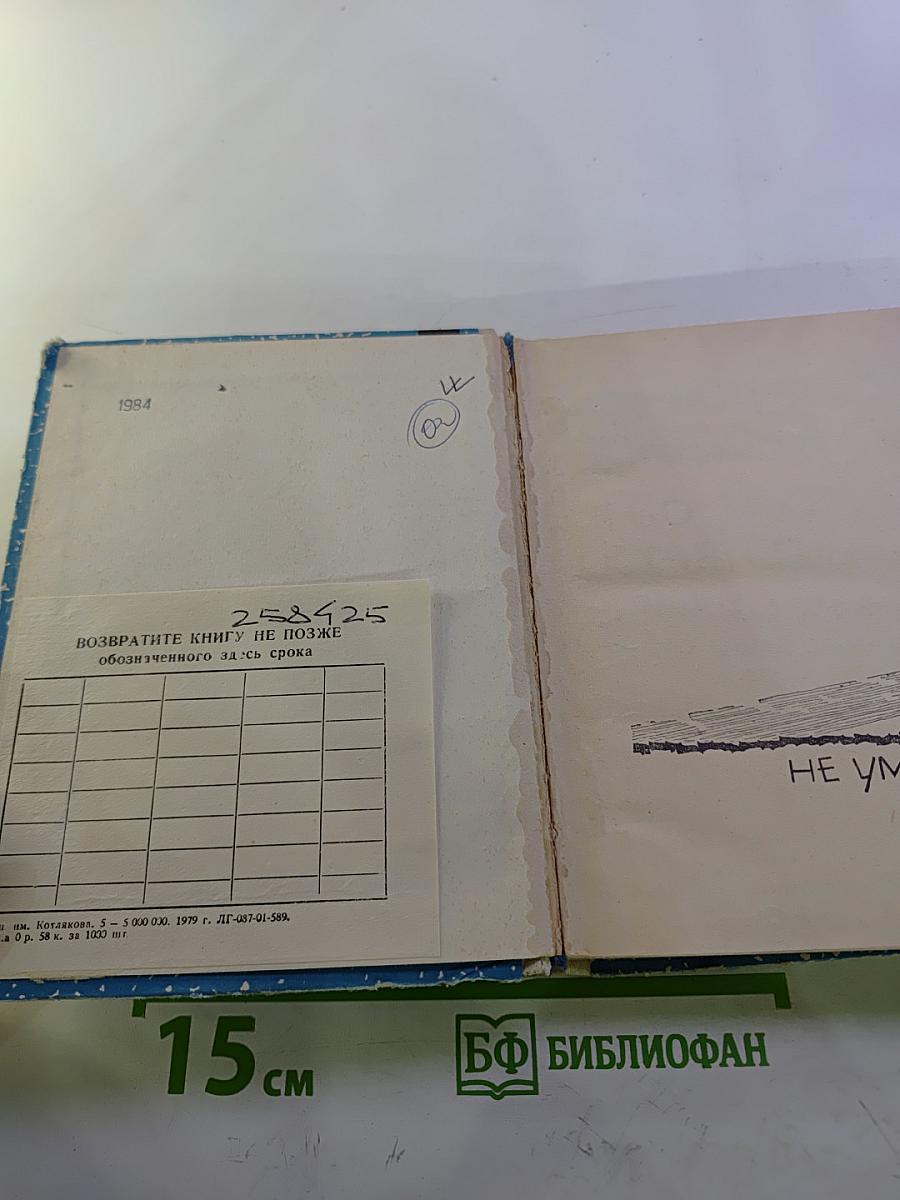 1984
258425
ВОЗВРАТИТЕ КНИГУ НЕ ПОЗЖЕ
обозначенного здесь срока
им. Котлякова. 5 — 5 000 000. 1979 г. ЛГ-087-01-589.
0 р. 58 к. за 1000 шт
НЕ УМ
15 см
БФ БИБЛИОФАН